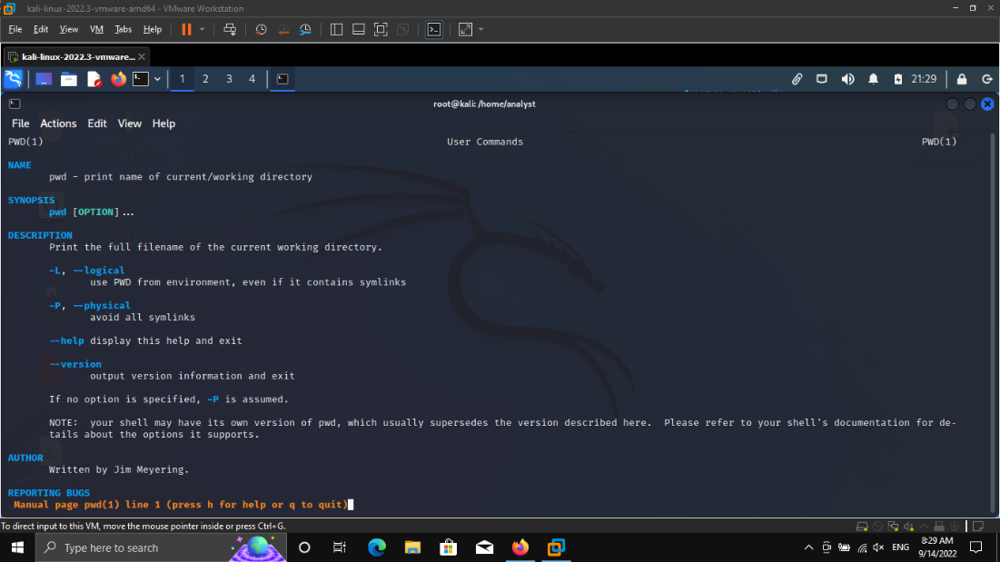 kali-linux-2022.3-vmware-amd64 - VMware Workstation
File Edit View VM Tabs Help
kali-linux-2022.3-vmware...
1 2 3 4 21:29
root@kali: /home/analyst
File Actions Edit View Help
PWD(1) User Commands PWD(1)
NAME
pwd - print name of current/working directory
SYNOPSIS
pwd [OPTION]...
DESCRIPTION
Print the full filename of the current working directory.
-L, --logical
use PWD from environment, even if it contains symlinks
-P, --physical
avoid all symlinks
--help display this help and exit
--version
output version information and exit
If no option is specified, -P is assumed.
NOTE: your shell may have its own version of pwd, which usually supersedes the version described here. Please refer to your shell's documentation for de-
tails about the options it supports.
AUTHOR
Written by Jim Meyering.
REPORTING BUGS
Manual page pwd(1) line 1 (press h for help or q to quit)
To direct input to this VM, move the mouse pointer inside or press Ctrl+G.
Type here to search
ENG
8:29 AM
9/14/2022